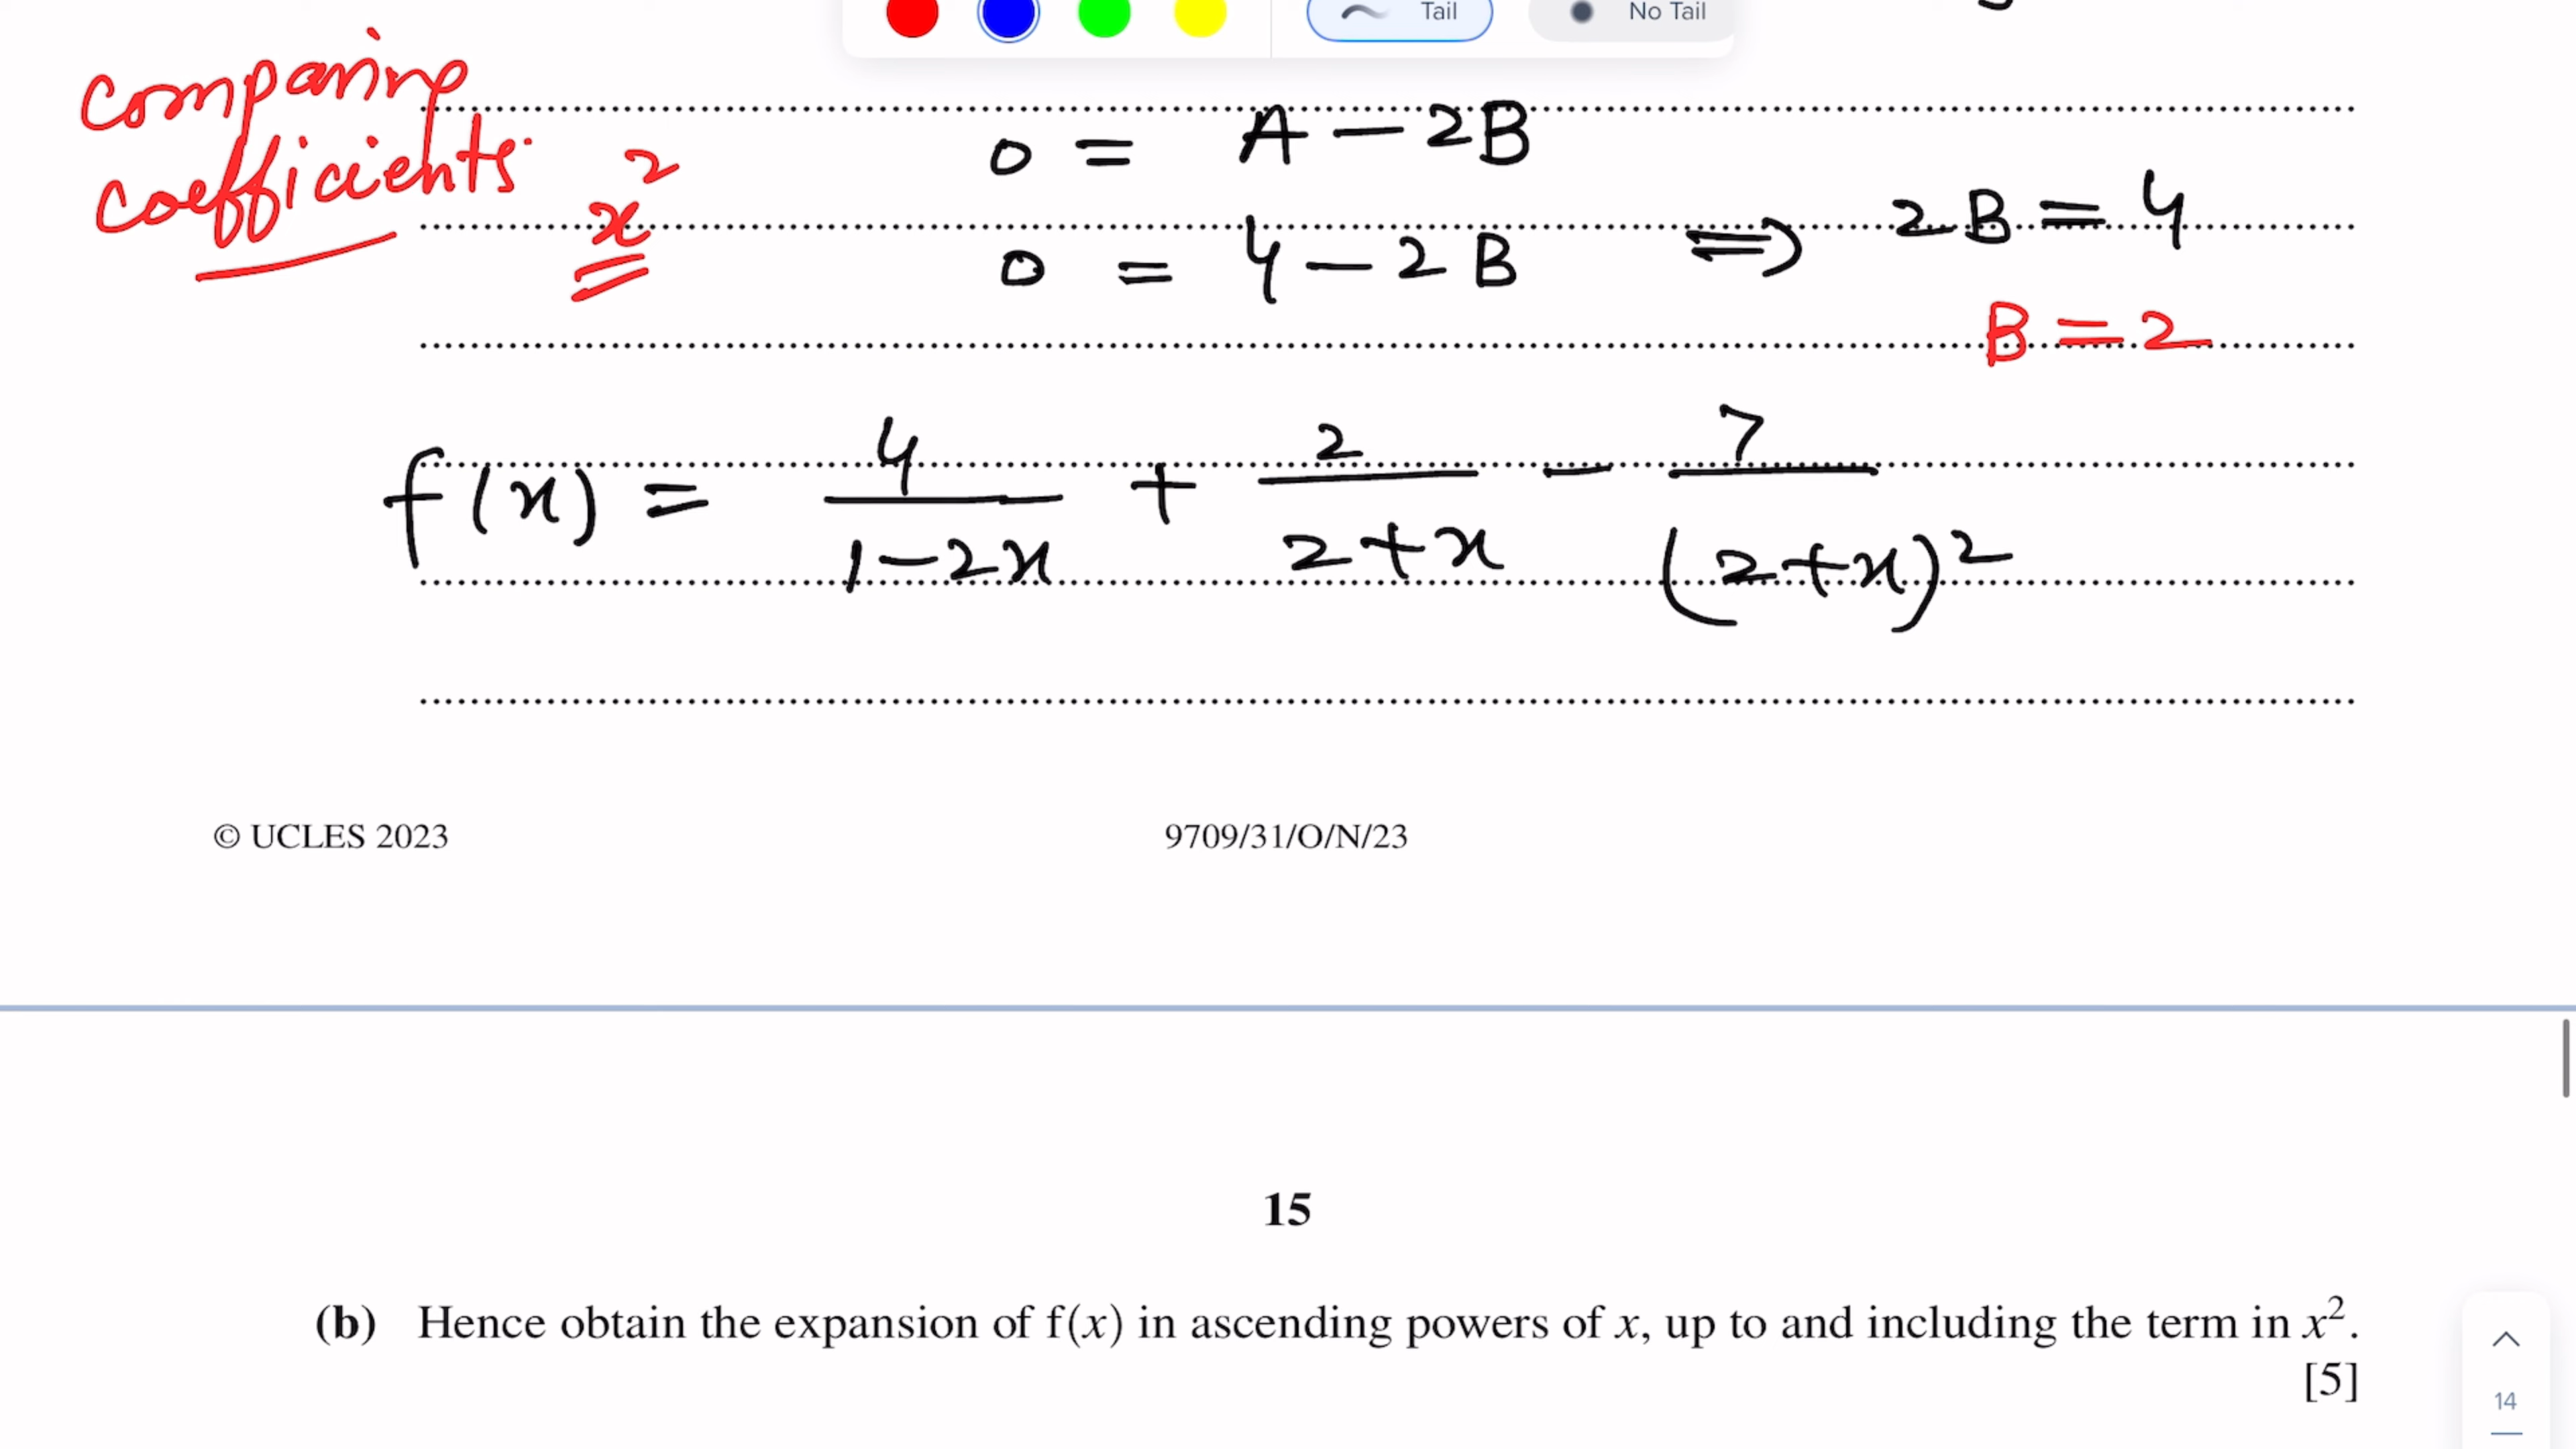 Tail No Tail
comparing
coefficients.
x²
0 = A − 2B
0 = 4 − 2B ⟹ 2B = 4
B = 2
f(x) = 4/(1−2x) + 2/(2+x) − 7/(2+x)²
© UCLES 2023 9709/31/O/N/23
15
(b) Hence obtain the expansion of f(x) in ascending powers of x, up to and including the term in x².
[5]
14